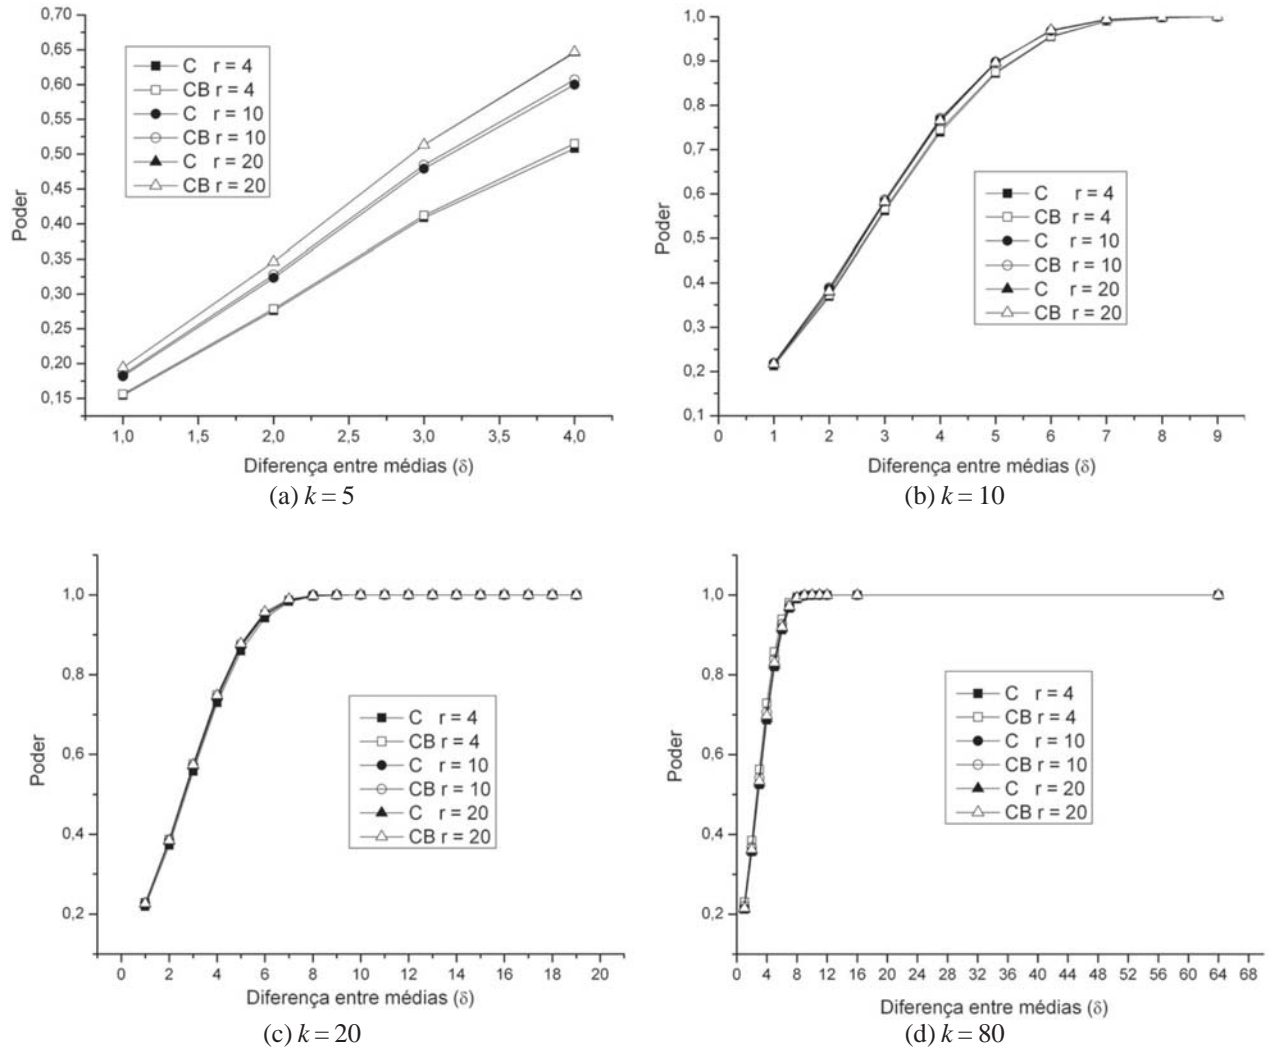 0,70
0,65
0,60
0,55
0,50
0,45
0,40
0,35
0,30
0,25
0,20
0,15
Poder
C r = 4
CB r = 4
C r = 10
CB r = 10
C r = 20
CB r = 20
1,0 1,5 2,0 2,5 3,0 3,5 4,0
Diferença entre médias (δ)
(a) k = 5
1,0
0,9
0,8
0,7
0,6
0,5
0,4
0,3
0,2
0,1
Poder
C r = 4
CB r = 4
C r = 10
CB r = 10
C r = 20
CB r = 20
0 1 2 3 4 5 6 7 8 9
Diferença entre médias (δ)
(b) k = 10
1,0
0,8
0,6
0,4
0,2
Poder
C r = 4
CB r = 4
C r = 10
CB r = 10
C r = 20
CB r = 20
0 2 4 6 8 10 12 14 16 18 20
Diferença entre médias (δ)
(c) k = 20
1,0
0,8
0,6
0,4
0,2
Poder
C r = 4
CB r = 4
C r = 10
CB r = 10
C r = 20
CB r = 20
0 4 8 12 16 20 24 28 32 36 40 44 48 52 56 60 64 68
Diferença entre médias (δ)
(d) k = 80